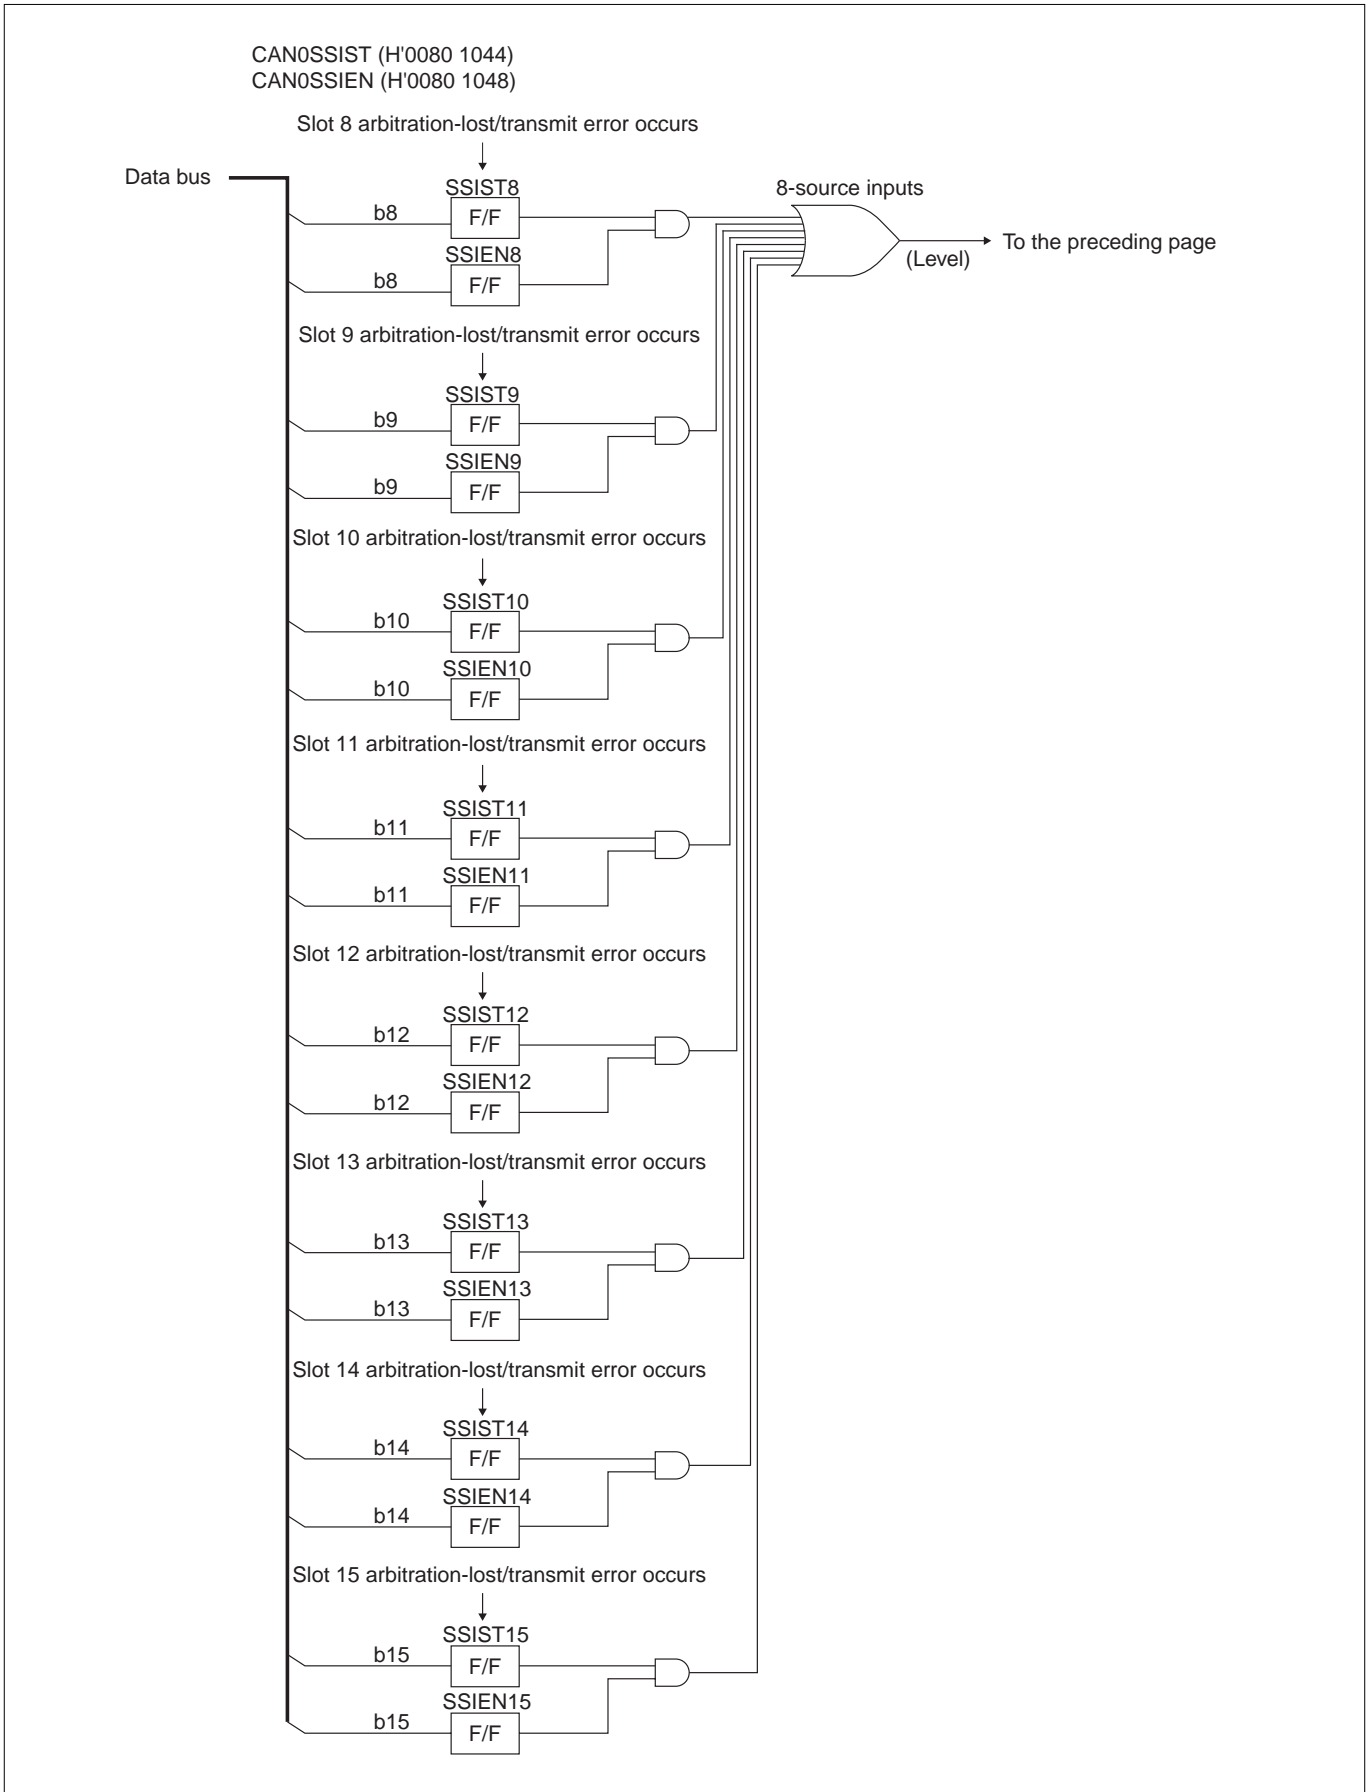 CAN0SSIST (H'0080 1044)
CAN0SSIEN (H'0080 1048)
Slot 8 arbitration-lost/transmit error occurs
Data bus
SSIST8
8-source inputs
b8
F/F
To the preceding page
(Level)
SSIEN8
b8
F/F
Slot 9 arbitration-lost/transmit error occurs
SSIST9
b9
F/F
SSIEN9
b9
F/F
Slot 10 arbitration-lost/transmit error occurs
SSIST10
b10
F/F
SSIEN10
b10
F/F
Slot 11 arbitration-lost/transmit error occurs
SSIST11
b11
F/F
SSIEN11
b11
F/F
Slot 12 arbitration-lost/transmit error occurs
SSIST12
b12
F/F
SSIEN12
b12
F/F
Slot 13 arbitration-lost/transmit error occurs
SSIST13
b13
F/F
SSIEN13
b13
F/F
Slot 14 arbitration-lost/transmit error occurs
SSIST14
b14
F/F
SSIEN14
b14
F/F
Slot 15 arbitration-lost/transmit error occurs
SSIST15
b15
F/F
SSIEN15
b15
F/F